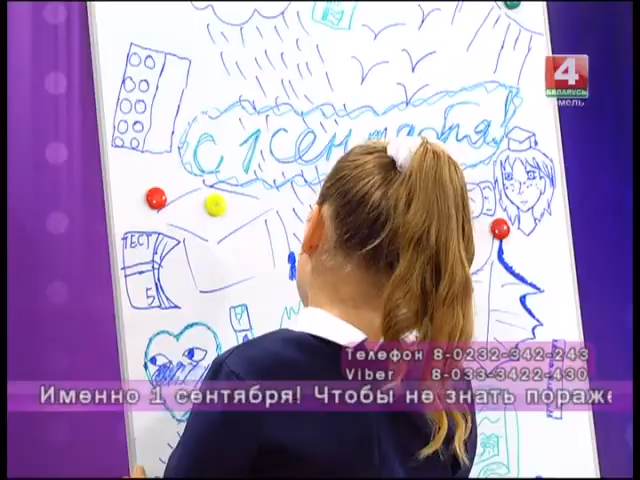 4
БЕЛАРУСЬ
ГОМЕЛЬ
С 1 сентября!
ТЕСТ
5
Телефон 8-0232-342-243
Viber 8-033-3422-430
Именно 1 сентября! Чтобы не знать пораже